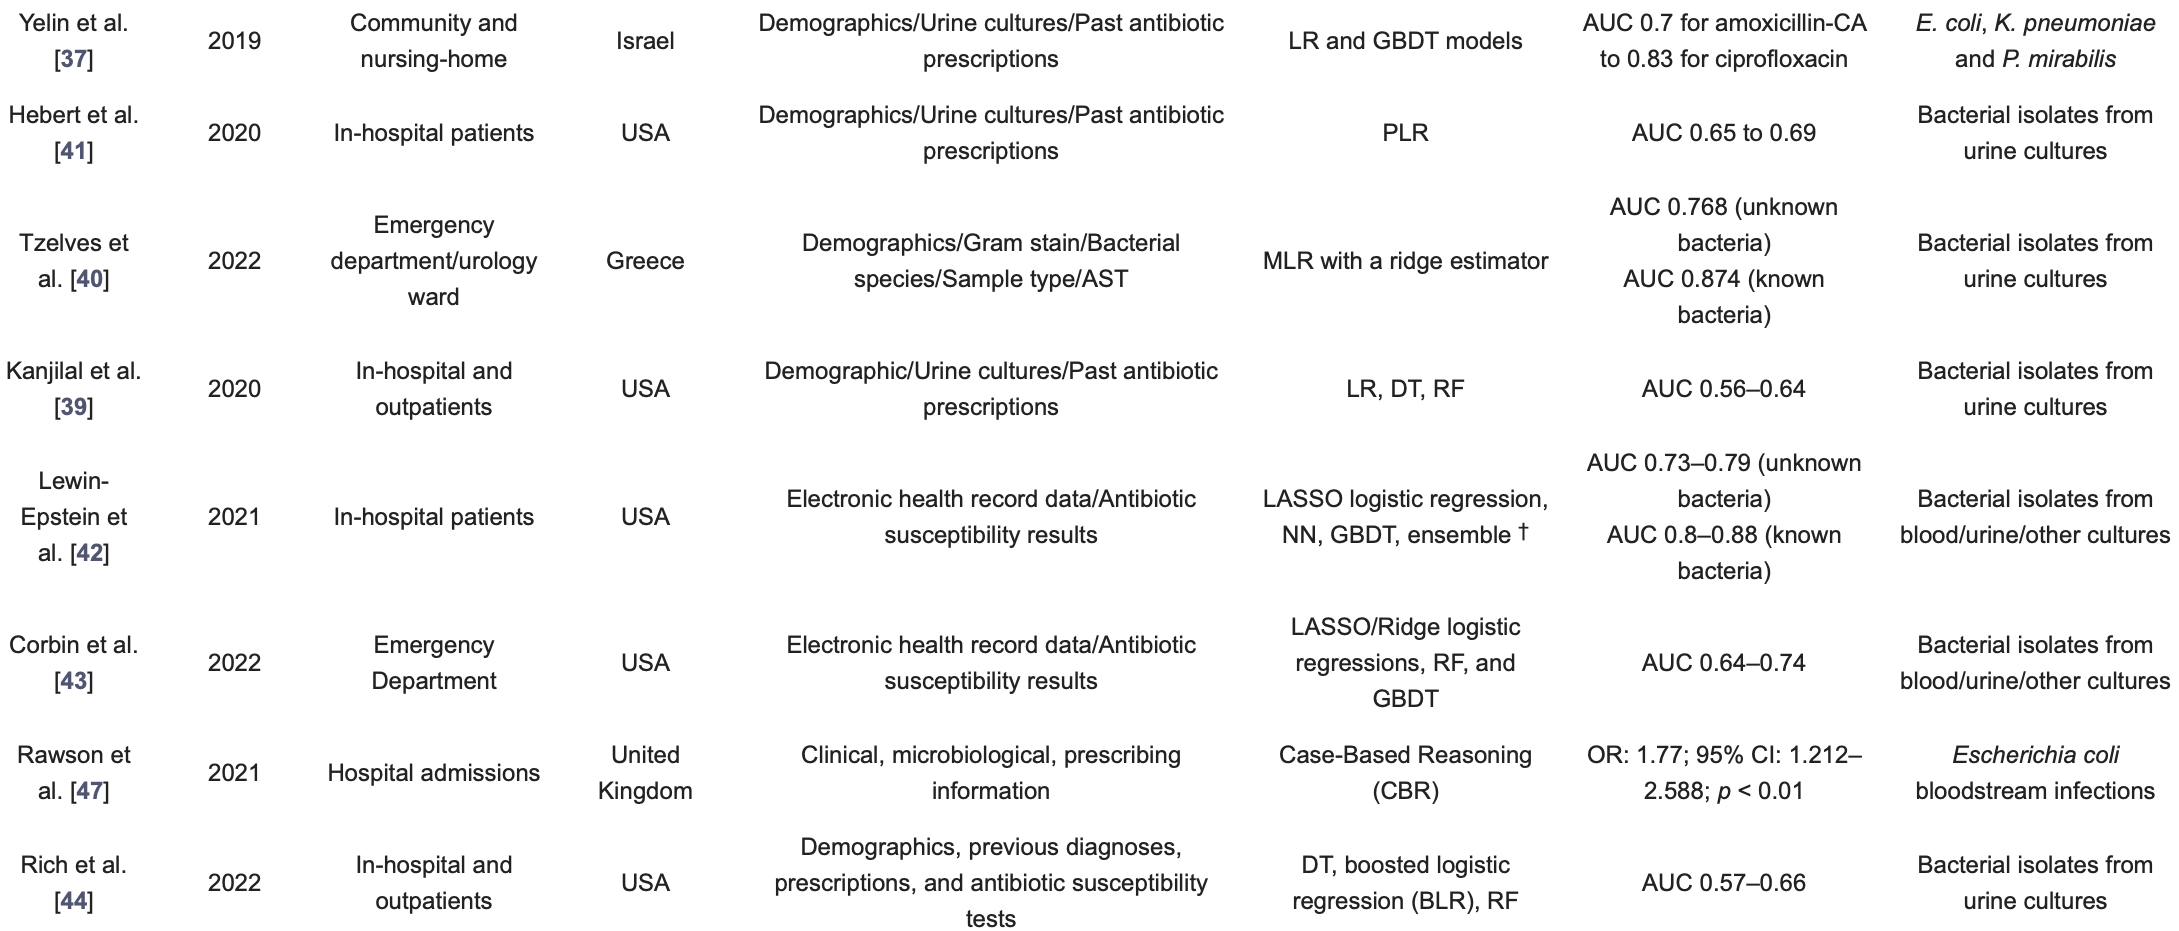 Yelin et al. [37] 2019 Community and nursing-home Israel Demographics/Urine cultures/Past antibiotic prescriptions LR and GBDT models AUC 0.7 for amoxicillin-CA to 0.83 for ciprofloxacin E. coli, K. pneumoniae and P. mirabilis
Hebert et al. [41] 2020 In-hospital patients USA Demographics/Urine cultures/Past antibiotic prescriptions PLR AUC 0.65 to 0.69 Bacterial isolates from urine cultures
Tzelves et al. [40] 2022 Emergency department/urology ward Greece Demographics/Gram stain/Bacterial species/Sample type/AST MLR with a ridge estimator AUC 0.768 (unknown bacteria) AUC 0.874 (known bacteria) Bacterial isolates from urine cultures
Kanjilal et al. [39] 2020 In-hospital and outpatients USA Demographic/Urine cultures/Past antibiotic prescriptions LR, DT, RF AUC 0.56–0.64 Bacterial isolates from urine cultures
Lewin-Epstein et al. [42] 2021 In-hospital patients USA Electronic health record data/Antibiotic susceptibility results LASSO logistic regression, NN, GBDT, ensemble † AUC 0.73–0.79 (unknown bacteria) AUC 0.8–0.88 (known bacteria) Bacterial isolates from blood/urine/other cultures
Corbin et al. [43] 2022 Emergency Department USA Electronic health record data/Antibiotic susceptibility results LASSO/Ridge logistic regressions, RF, and GBDT AUC 0.64–0.74 Bacterial isolates from blood/urine/other cultures
Rawson et al. [47] 2021 Hospital admissions United Kingdom Clinical, microbiological, prescribing information Case-Based Reasoning (CBR) OR: 1.77; 95% CI: 1.212–2.588; p < 0.01 Escherichia coli bloodstream infections
Rich et al. [44] 2022 In-hospital and outpatients USA Demographics, previous diagnoses, prescriptions, and antibiotic susceptibility tests DT, boosted logistic regression (BLR), RF AUC 0.57–0.66 Bacterial isolates from urine cultures